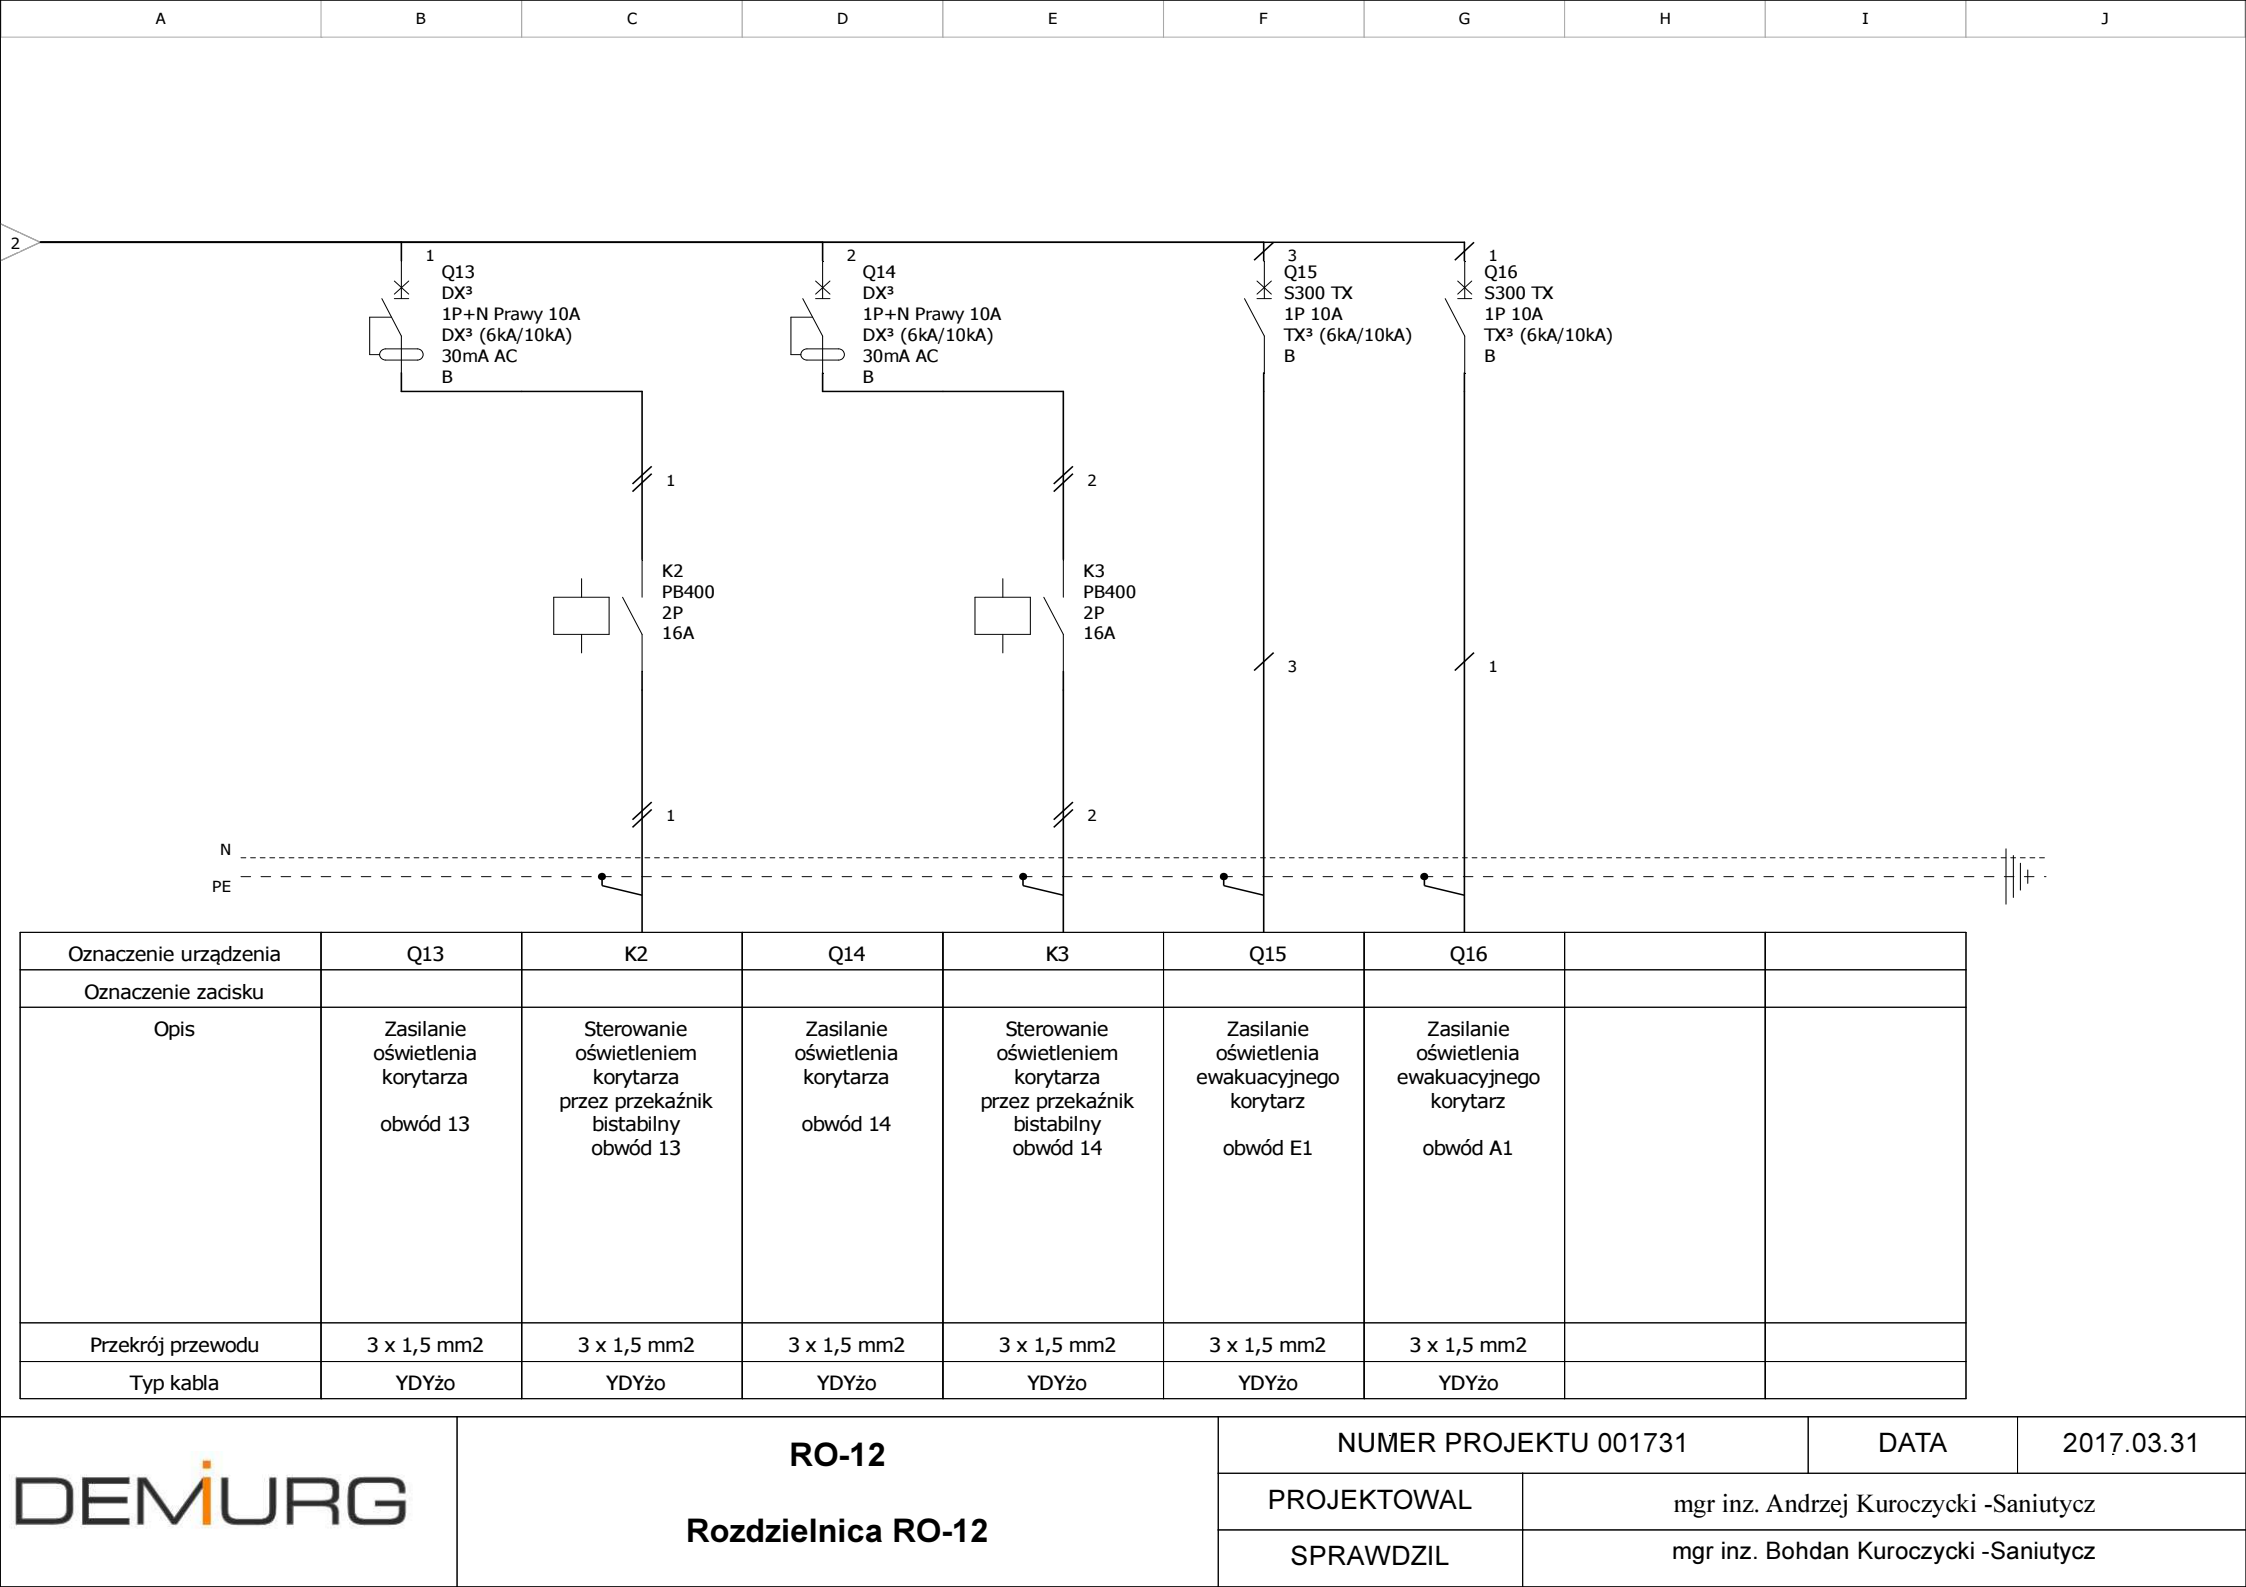 A B C D E F G H I J
2
1 2 3 1
Q13
DX³
1P+N Prawy 10A
DX³ (6kA/10kA)
30mA AC
B
Q14
DX³
1P+N Prawy 10A
DX³ (6kA/10kA)
30mA AC
B
Q15
S300 TX
1P 10A
TX³ (6kA/10kA)
B
Q16
S300 TX
1P 10A
TX³ (6kA/10kA)
B
1 2
K2
PB400
2P
16A
K3
PB400
2P
16A
3 1
1 2
N
PE
Oznaczenie urządzenia Q13 K2 Q14 K3 Q15 Q16
Oznaczenie zacisku
Opis
Zasilanie
oświetlenia
korytarza
obwód 13
Sterowanie
oświetleniem
korytarza
przez przekaźnik
bistabilny
obwód 13
Zasilanie
oświetlenia
korytarza
obwód 14
Sterowanie
oświetleniem
korytarza
przez przekaźnik
bistabilny
obwód 14
Zasilanie
oświetlenia
ewakuacyjnego
korytarz
obwód E1
Zasilanie
oświetlenia
ewakuacyjnego
korytarz
obwód A1
Przekrój przewodu 3 x 1,5 mm2 3 x 1,5 mm2 3 x 1,5 mm2 3 x 1,5 mm2 3 x 1,5 mm2 3 x 1,5 mm2
Typ kabla YDYżo YDYżo YDYżo YDYżo YDYżo YDYżo
DEMiURG
RO-12
Rozdzielnica RO-12
NUMER PROJEKTU 001731 DATA 2017.03.31
PROJEKTOWAL mgr inz. Andrzej Kuroczycki -Saniutycz
SPRAWDZIL mgr inz. Bohdan Kuroczycki -Saniutycz